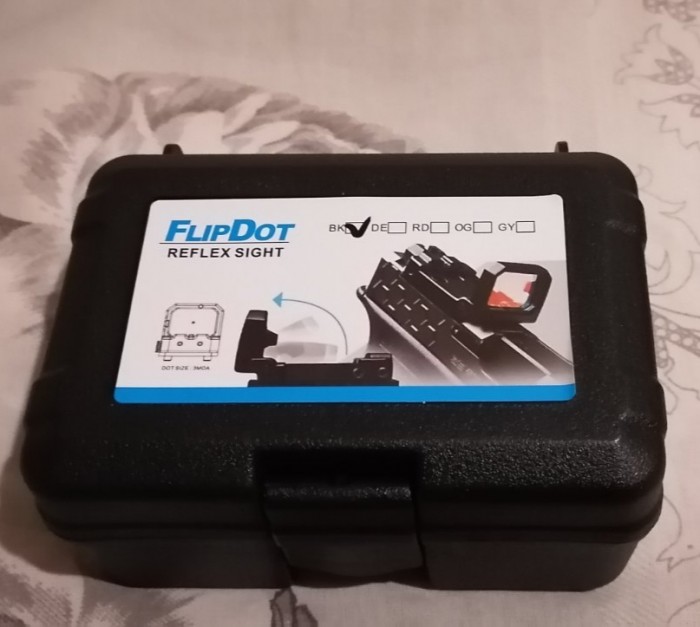 FLIPDOT
REFLEX SIGHT
BK DE RD OG GY
DOT SIZE : 3MOA